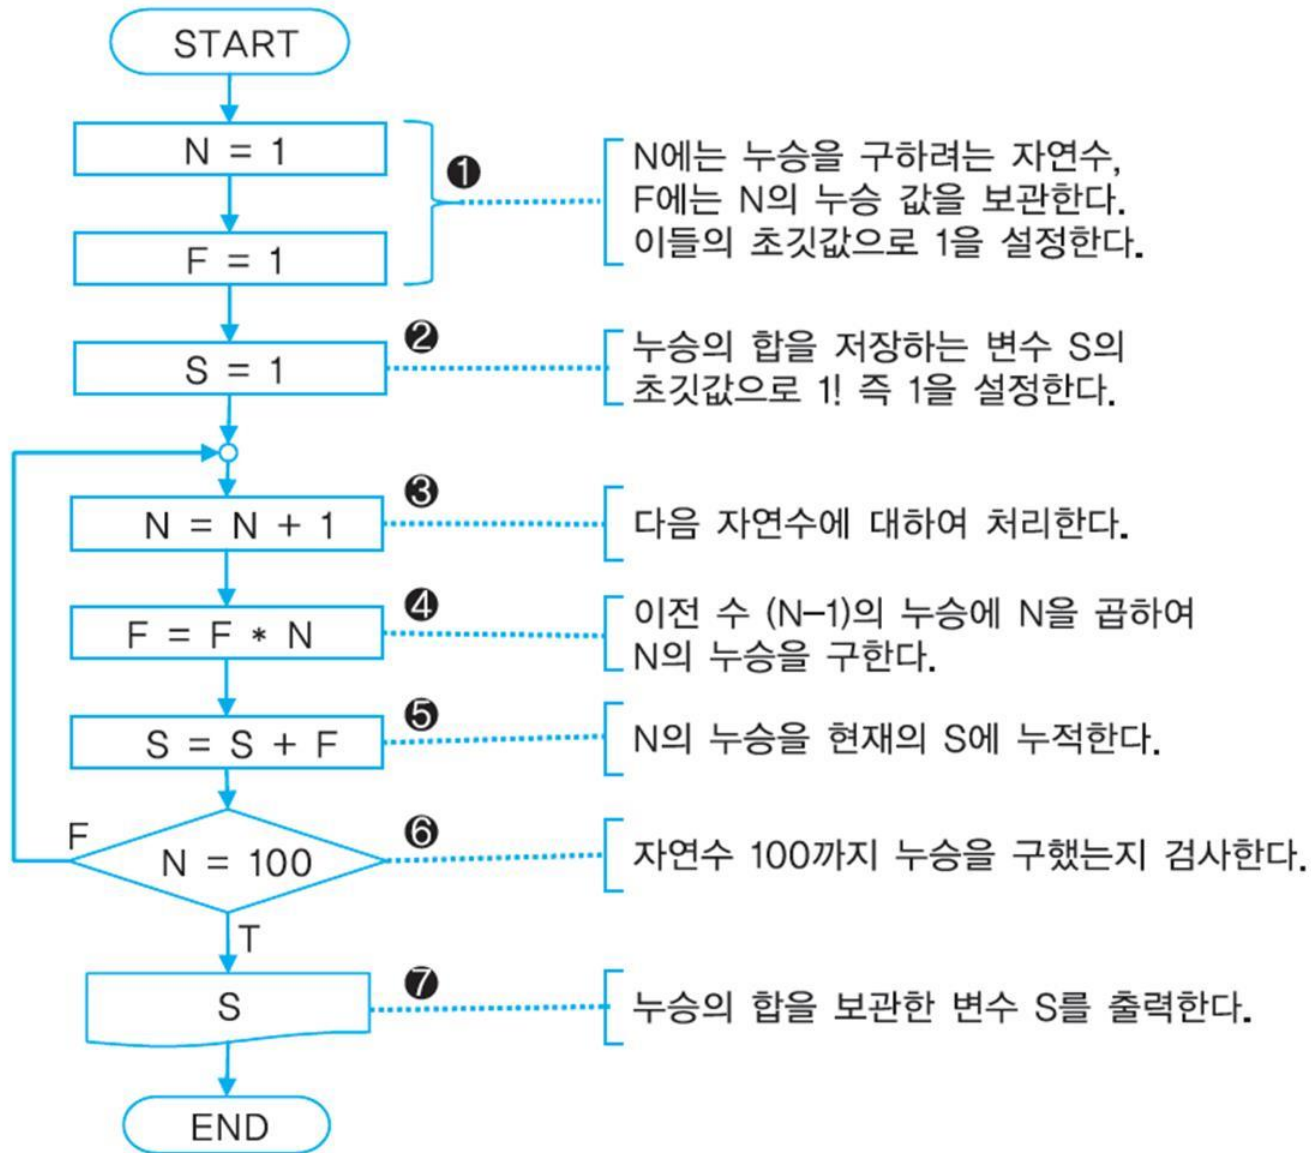 START
N = 1
F = 1
❶
N에는 누승을 구하려는 자연수,
F에는 N의 누승 값을 보관한다.
이들의 초깃값으로 1을 설정한다.
S = 1
❷
누승의 합을 저장하는 변수 S의
초깃값으로 1! 즉 1을 설정한다.
N = N + 1
❸
다음 자연수에 대하여 처리한다.
F = F * N
❹
이전 수 (N–1)의 누승에 N을 곱하여
N의 누승을 구한다.
S = S + F
❺
N의 누승을 현재의 S에 누적한다.
F
N = 100
❻
자연수 100까지 누승을 구했는지 검사한다.
T
S
❼
누승의 합을 보관한 변수 S를 출력한다.
END